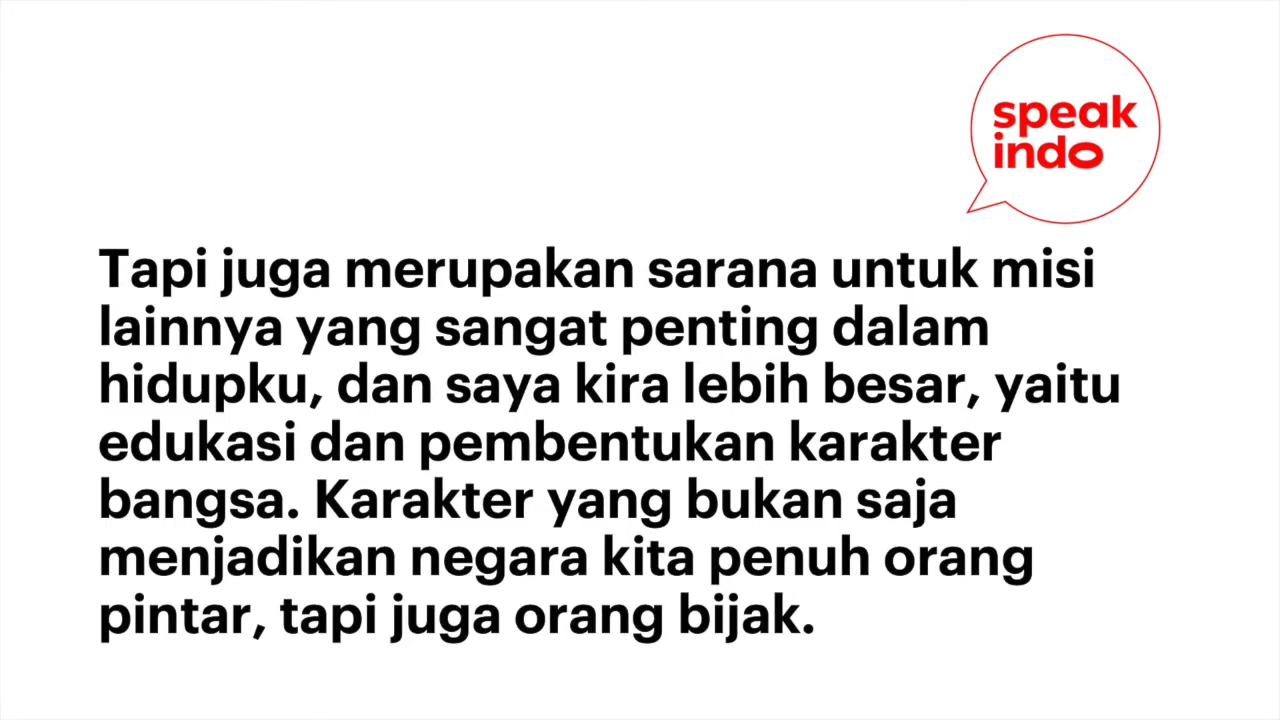 speak
indo
Tapi juga merupakan sarana untuk misi
lainnya yang sangat penting dalam
hidupku, dan saya kira lebih besar, yaitu
edukasi dan pembentukan karakter
bangsa. Karakter yang bukan saja
menjadikan negara kita penuh orang
pintar, tapi juga orang bijak.